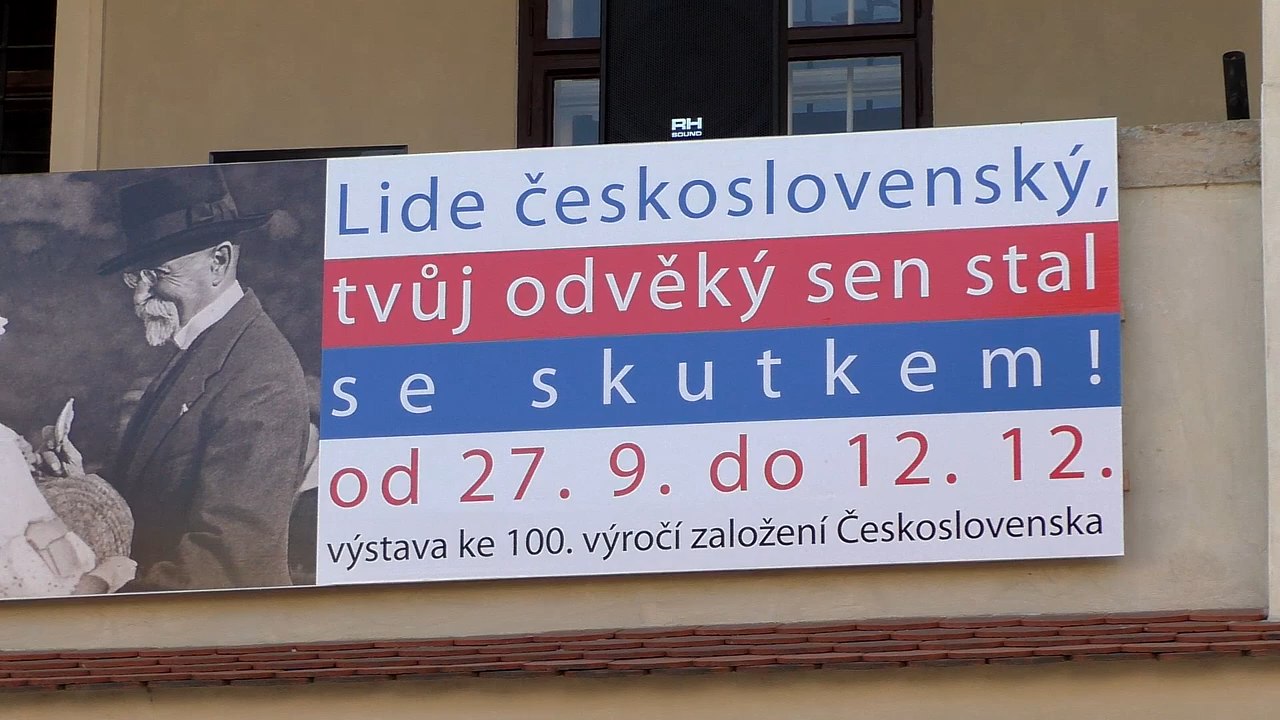 RH
SOUND
Lide československý,
tvůj odvěký sen stal
se skutkem!
od 27. 9. do 12. 12.
výstava ke 100. výročí založení Československa